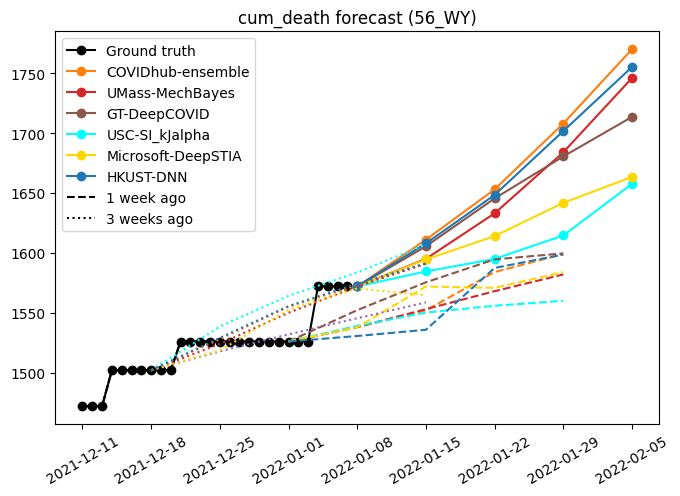 cum_death forecast (56_WY)
Ground truth
COVIDhub-ensemble
UMass-MechBayes
GT-DeepCOVID
USC-SI_kJalpha
Microsoft-DeepSTIA
HKUST-DNN
1 week ago
3 weeks ago
1750
1700
1650
1600
1550
1500
2021-12-11
2021-12-18
2021-12-25
2022-01-01
2022-01-08
2022-01-15
2022-01-22
2022-01-29
2022-02-05